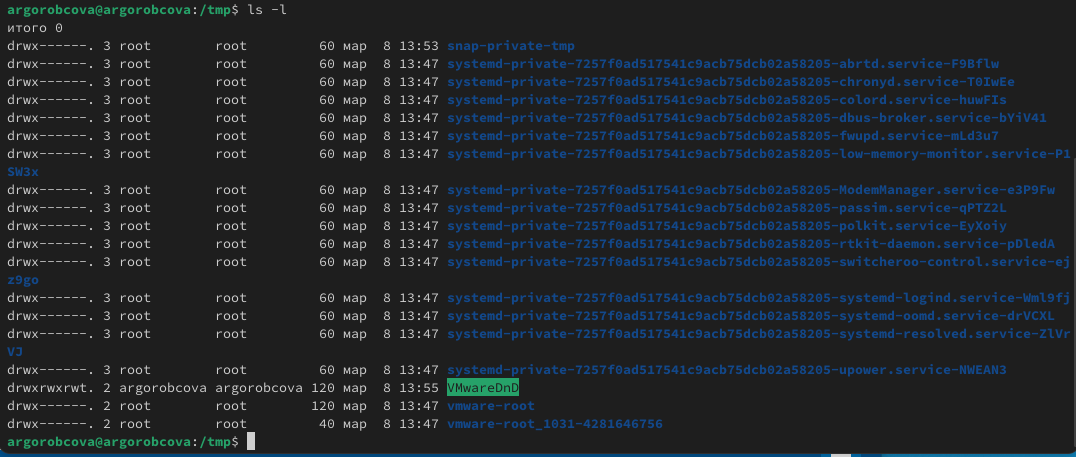 argorobcova@argorobcova:/tmp$ ls -l
итого 0
drwx------. 3 root        root         60 мар  8 13:53 snap-private-tmp
drwx------. 3 root        root         60 мар  8 13:47 systemd-private-7257f0ad517541c9acb75dcb02a58205-abrtd.service-F9Bflw
drwx------. 3 root        root         60 мар  8 13:47 systemd-private-7257f0ad517541c9acb75dcb02a58205-chronyd.service-T0IwEe
drwx------. 3 root        root         60 мар  8 13:47 systemd-private-7257f0ad517541c9acb75dcb02a58205-colord.service-huwFIs
drwx------. 3 root        root         60 мар  8 13:47 systemd-private-7257f0ad517541c9acb75dcb02a58205-dbus-broker.service-bYiV41
drwx------. 3 root        root         60 мар  8 13:47 systemd-private-7257f0ad517541c9acb75dcb02a58205-fwupd.service-mLd3u7
drwx------. 3 root        root         60 мар  8 13:47 systemd-private-7257f0ad517541c9acb75dcb02a58205-low-memory-monitor.service-P1
SW3x
drwx------. 3 root        root         60 мар  8 13:47 systemd-private-7257f0ad517541c9acb75dcb02a58205-ModemManager.service-e3P9Fw
drwx------. 3 root        root         60 мар  8 13:47 systemd-private-7257f0ad517541c9acb75dcb02a58205-passim.service-qPTZ2L
drwx------. 3 root        root         60 мар  8 13:47 systemd-private-7257f0ad517541c9acb75dcb02a58205-polkit.service-EyXoiy
drwx------. 3 root        root         60 мар  8 13:47 systemd-private-7257f0ad517541c9acb75dcb02a58205-rtkit-daemon.service-pDledA
drwx------. 3 root        root         60 мар  8 13:47 systemd-private-7257f0ad517541c9acb75dcb02a58205-switcheroo-control.service-ej
z9go
drwx------. 3 root        root         60 мар  8 13:47 systemd-private-7257f0ad517541c9acb75dcb02a58205-systemd-logind.service-Wml9fj
drwx------. 3 root        root         60 мар  8 13:47 systemd-private-7257f0ad517541c9acb75dcb02a58205-systemd-oomd.service-drVCXL
drwx------. 3 root        root         60 мар  8 13:47 systemd-private-7257f0ad517541c9acb75dcb02a58205-systemd-resolved.service-ZlVr
VJ
drwx------. 3 root        root         60 мар  8 13:47 systemd-private-7257f0ad517541c9acb75dcb02a58205-upower.service-NWEAN3
drwxrwxrwt. 2 argorobcova argorobcova 120 мар  8 13:55 VMwareDnD
drwx------. 2 root        root        120 мар  8 13:47 vmware-root
drwx------. 2 root        root         40 мар  8 13:47 vmware-root_1031-4281646756
argorobcova@argorobcova:/tmp$